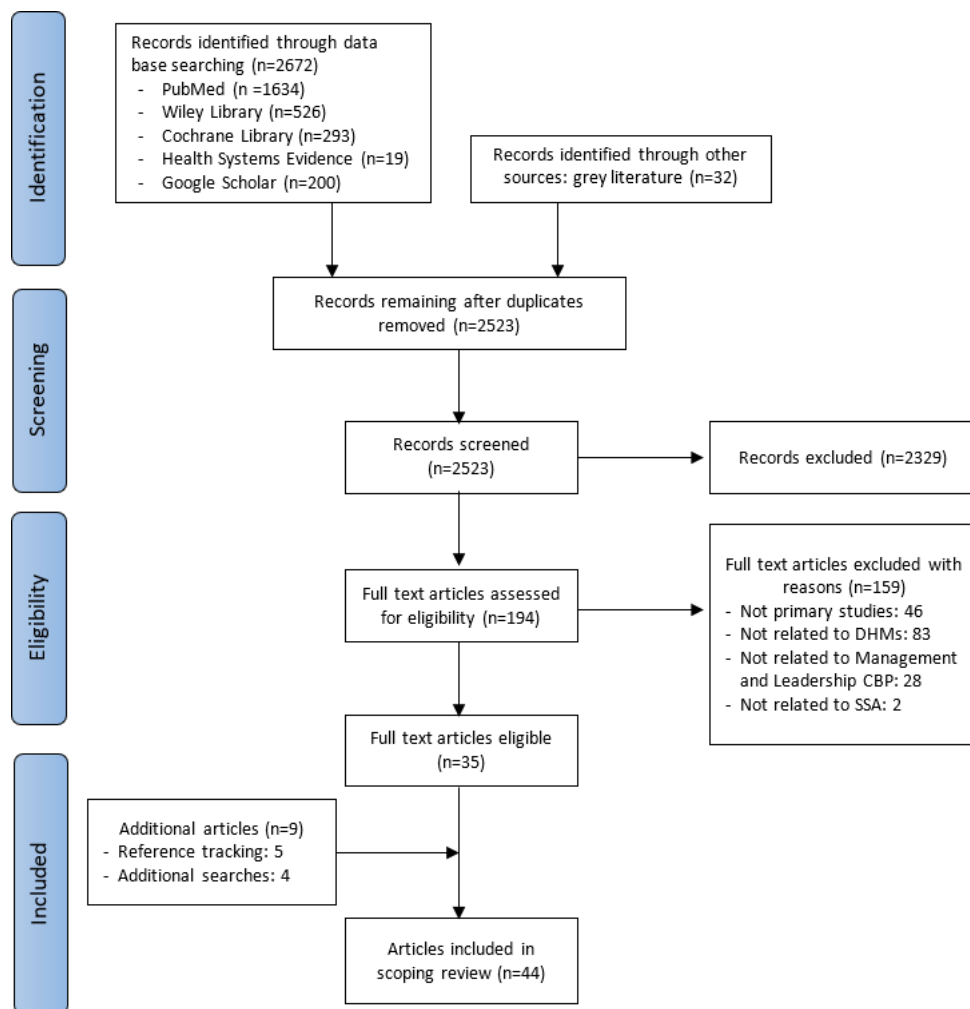 Identification
Records identified through data
base searching (n=2672)
- PubMed (n =1634)
- Wiley Library (n=526)
- Cochrane Library (n=293)
- Health Systems Evidence (n=19)
- Google Scholar (n=200)
Records identified through other
sources: grey literature (n=32)
Screening
Records remaining after duplicates
removed (n=2523)
Records screened
(n=2523)
Records excluded (n=2329)
Eligibility
Full text articles assessed
for eligibility (n=194)
Full text articles excluded with
reasons (n=159)
- Not primary studies: 46
- Not related to DHMs: 83
- Not related to Management
and Leadership CBP: 28
- Not related to SSA: 2
Full text articles eligible
(n=35)
Included
Additional articles (n=9)
- Reference tracking: 5
- Additional searches: 4
Articles included in
scoping review (n=44)